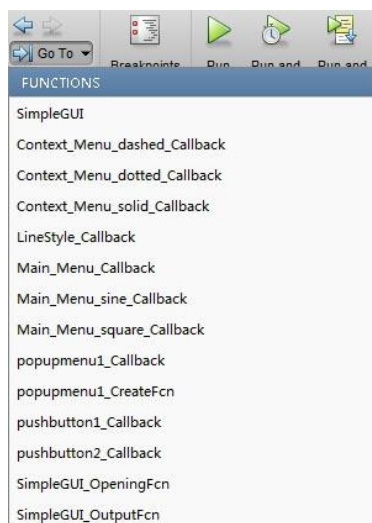 Go To
Breakpoints Run Run and Run and
FUNCTIONS
SimpleGUI
Context_Menu_dashed_Callback
Context_Menu_dotted_Callback
Context_Menu_solid_Callback
LineStyle_Callback
Main_Menu_Callback
Main_Menu_sine_Callback
Main_Menu_square_Callback
popupmenu1_Callback
popupmenu1_CreateFcn
pushbutton1_Callback
pushbutton2_Callback
SimpleGUI_OpeningFcn
SimpleGUI_OutputFcn